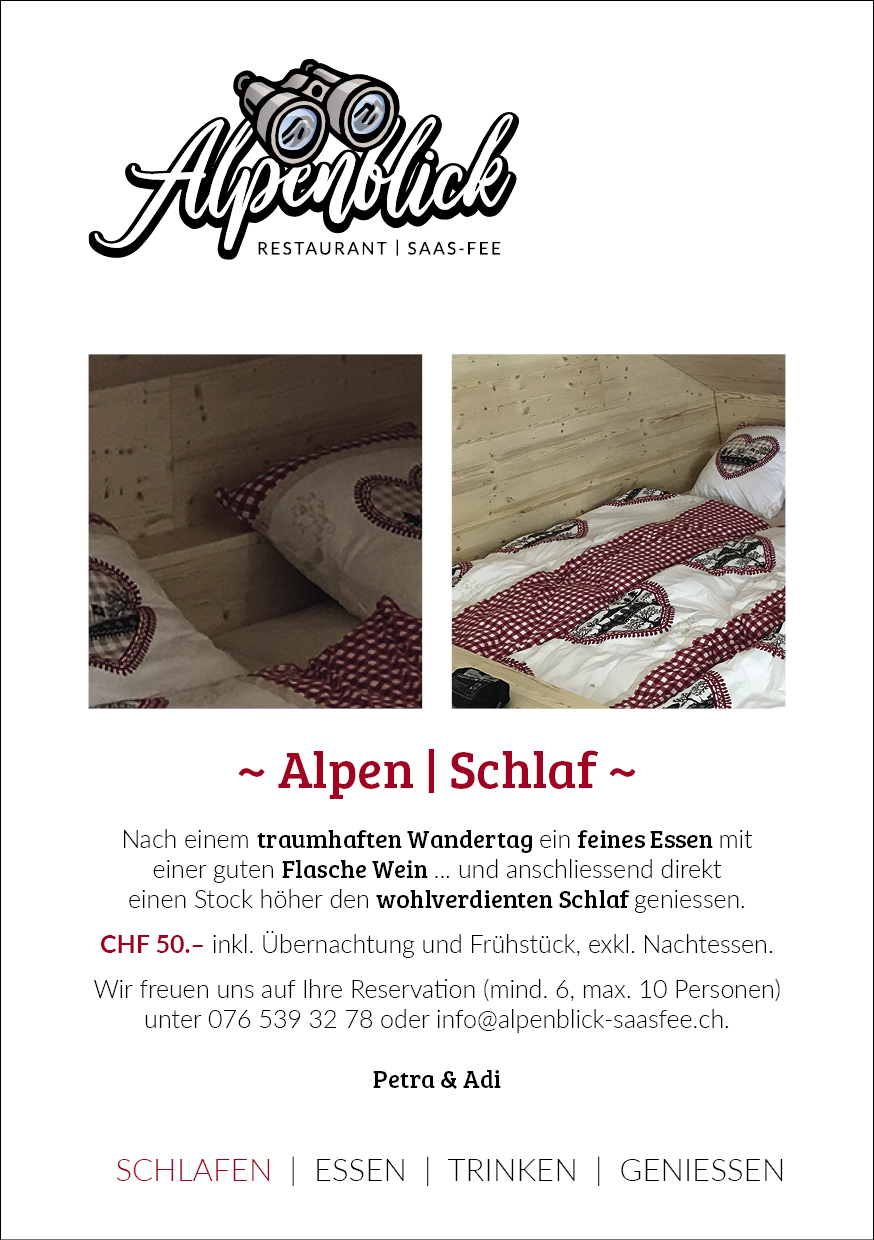 Alpenblick
RESTAURANT | SAAS-FEE
~ Alpen | Schlaf ~
Nach einem traumhaften Wandertag ein feines Essen mit
einer guten Flasche Wein ... und anschliessend direkt
einen Stock höher den wohlverdienten Schlaf geniessen.
CHF 50.– inkl. Übernachtung und Frühstück, exkl. Nachtessen.
Wir freuen uns auf Ihre Reservation (mind. 6, max. 10 Personen)
unter 076 539 32 78 oder info@alpenblick-saasfee.ch.
Petra & Adi
SCHLAFEN | ESSEN | TRINKEN | GENIESSEN